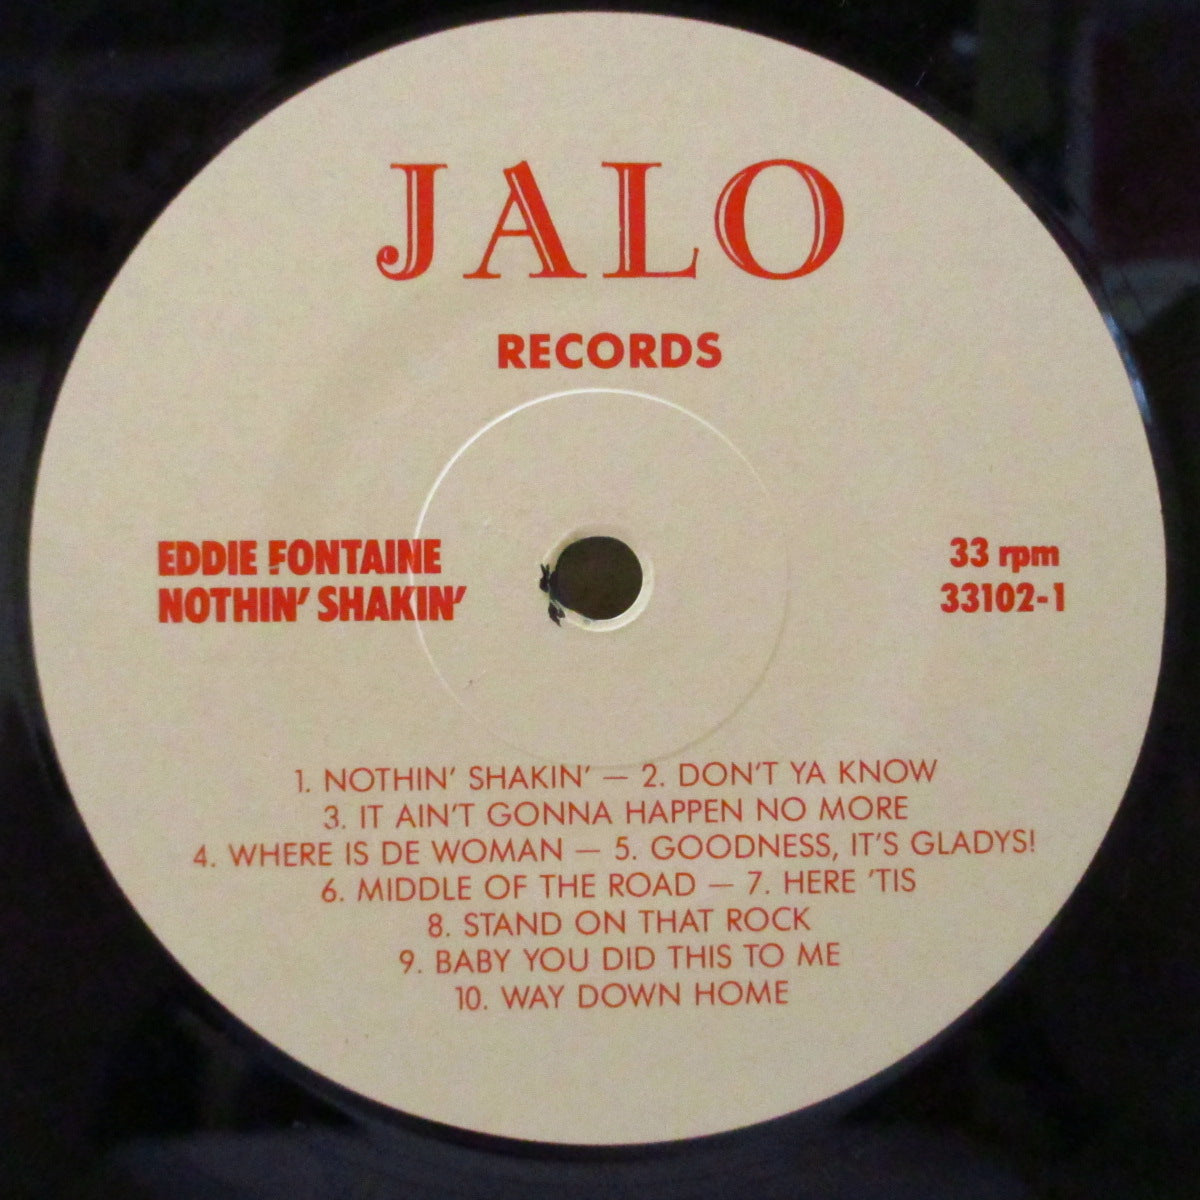 JALO
RECORDS
EDDIE FONTAINE
NOTHIN' SHAKIN'
33 rpm
33102-1
1. NOTHIN' SHAKIN' — 2. DON'T YA KNOW
3. IT AIN'T GONNA HAPPEN NO MORE
4. WHERE IS DE WOMAN — 5. GOODNESS, IT'S GLADYS!
6. MIDDLE OF THE ROAD — 7. HERE 'TIS
8. STAND ON THAT ROCK
9. BABY YOU DID THIS TO ME
10. WAY DOWN HOME